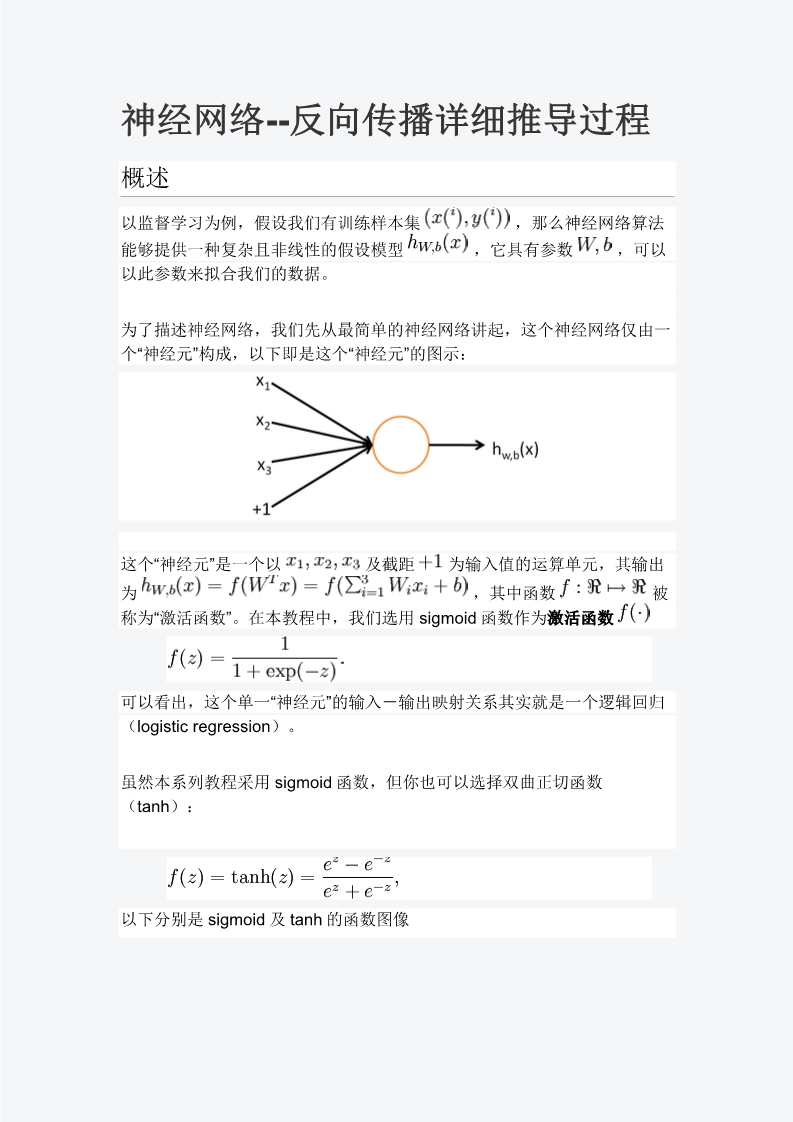 神经网络--反向传播详细推导过程
概述
以监督学习为例，假设我们有训练样本集 (x(ⁱ),y(ⁱ)) ，那么神经网络算法
能够提供一种复杂且非线性的假设模型 h_{W,b}(x) ，它具有参数 W, b ，可以
以此参数来拟合我们的数据。
为了描述神经网络，我们先从最简单的神经网络讲起，这个神经网络仅由一
个“神经元”构成，以下即是这个“神经元”的图示：
x₁
x₂
x₃
+1
h_{w,b}(x)
这个“神经元”是一个以 x₁, x₂, x₃ 及截距 +1 为输入值的运算单元，其输出
为 h_{W,b}(x) = f(Wᵀx) = f(∑_{i=1}^{3} W_i x_i + b) ，其中函数 f : ℜ ↦ ℜ 被
称为“激活函数”。在本教程中，我们选用 sigmoid 函数作为激活函数 f(·)
f(z) = 1 / (1 + exp(−z)).
可以看出，这个单一“神经元”的输入－输出映射关系其实就是一个逻辑回归
（logistic regression）。
虽然本系列教程采用 sigmoid 函数，但你也可以选择双曲正切函数
（tanh）：
f(z) = tanh(z) = (e^z − e^{−z}) / (e^z + e^{−z}),
以下分别是 sigmoid 及 tanh 的函数图像